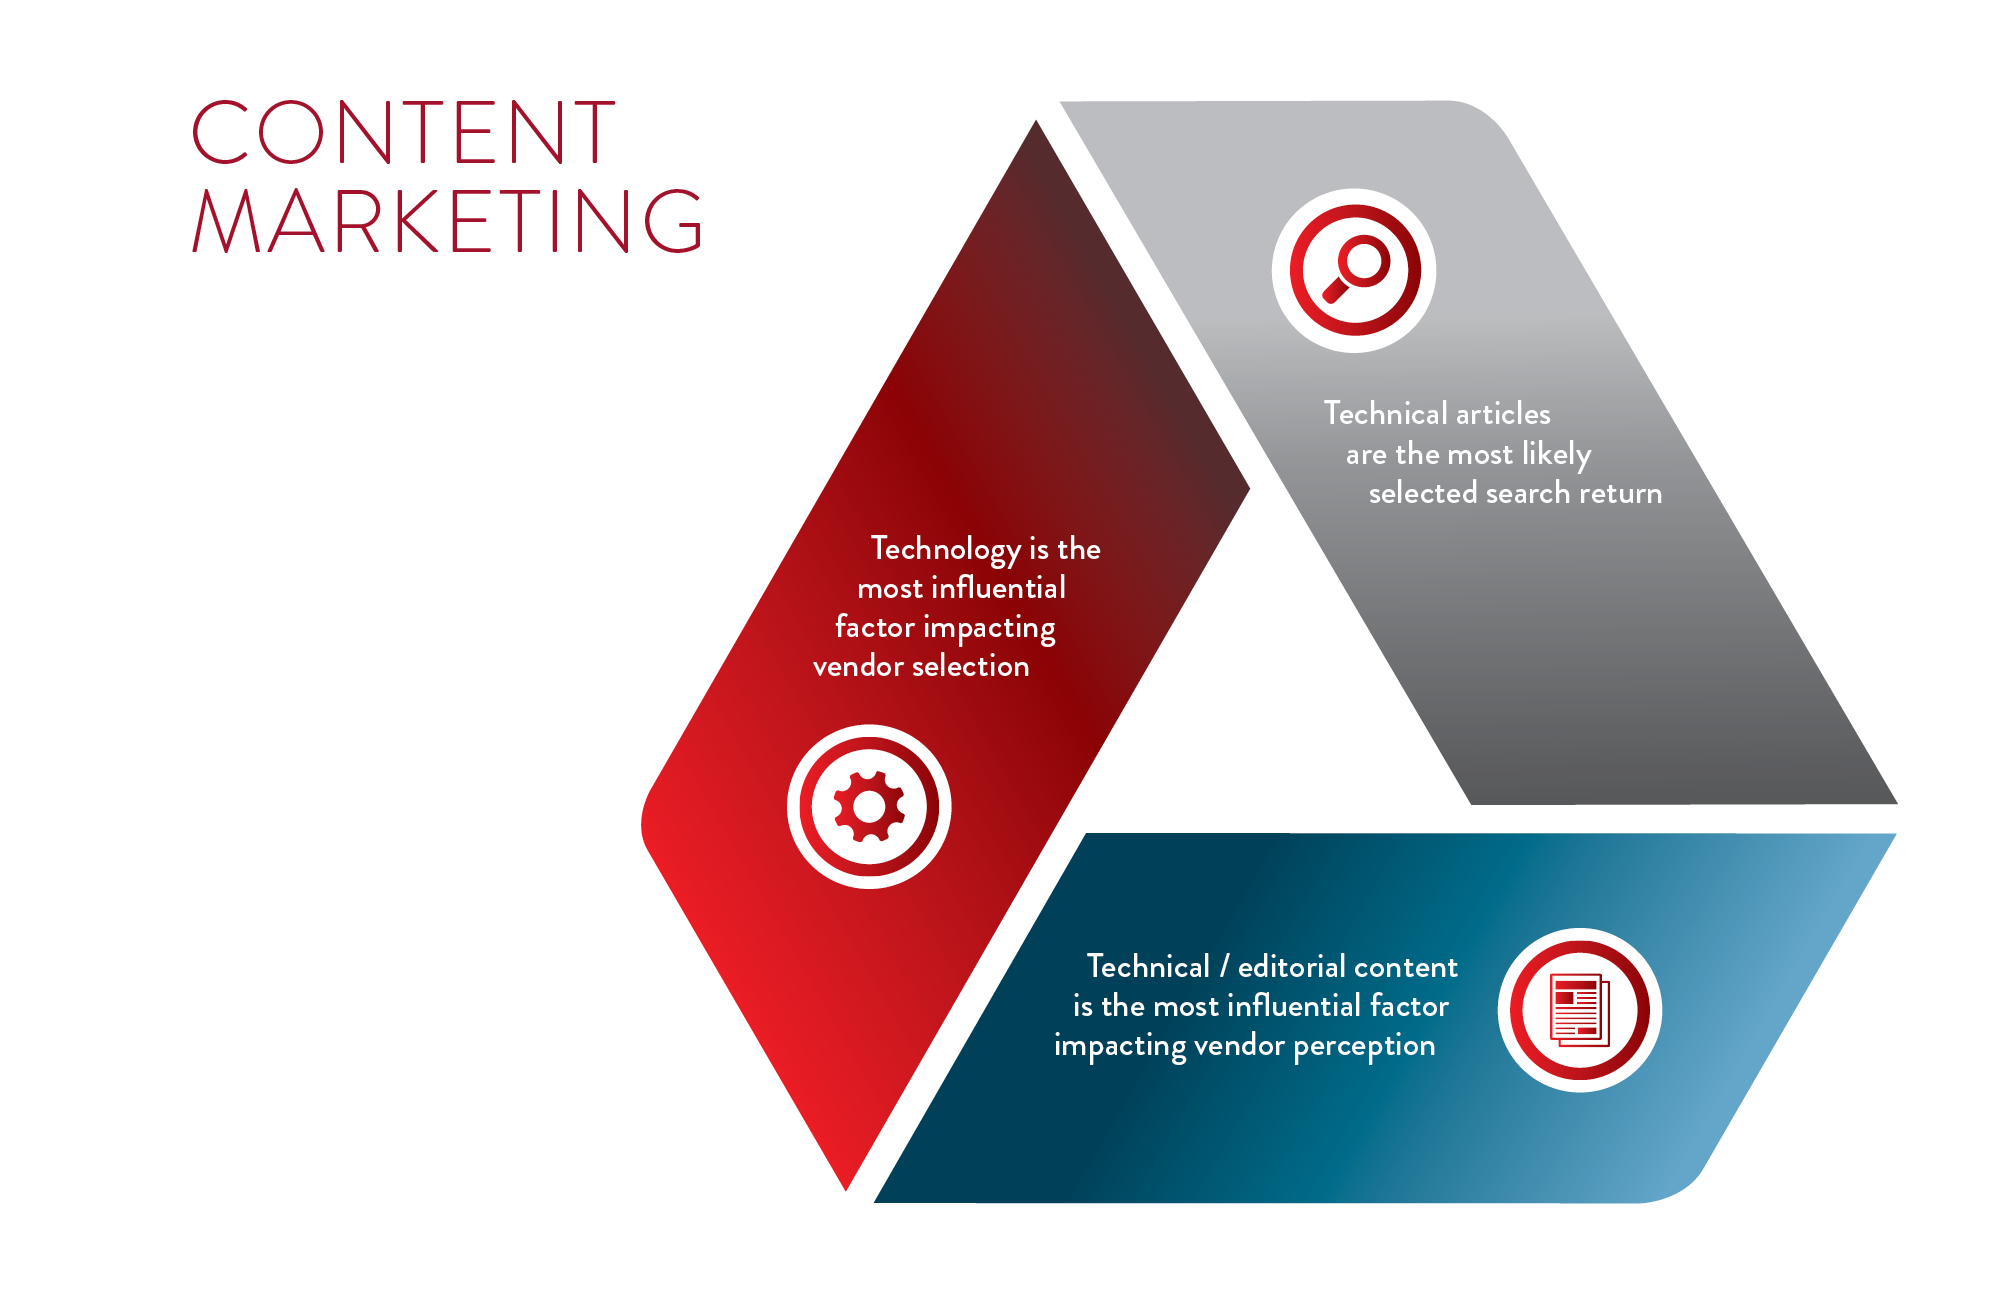 CONTENT
MARKETING
Technical articles
are the most likely
selected search return
Technology is the
most influential
factor impacting
vendor selection
Technical / editorial content
is the most influential factor
impacting vendor perception